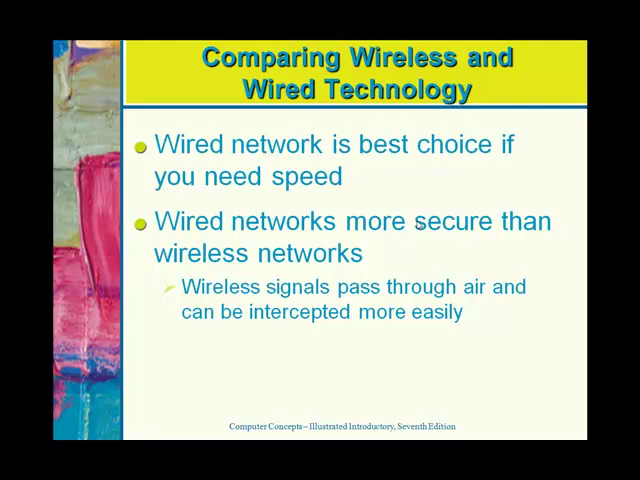 Comparing Wireless and
Wired Technology
Wired network is best choice if
you need speed
Wired networks more secure than
wireless networks
Wireless signals pass through air and
can be intercepted more easily
Computer Concepts – Illustrated Introductory, Seventh Edition